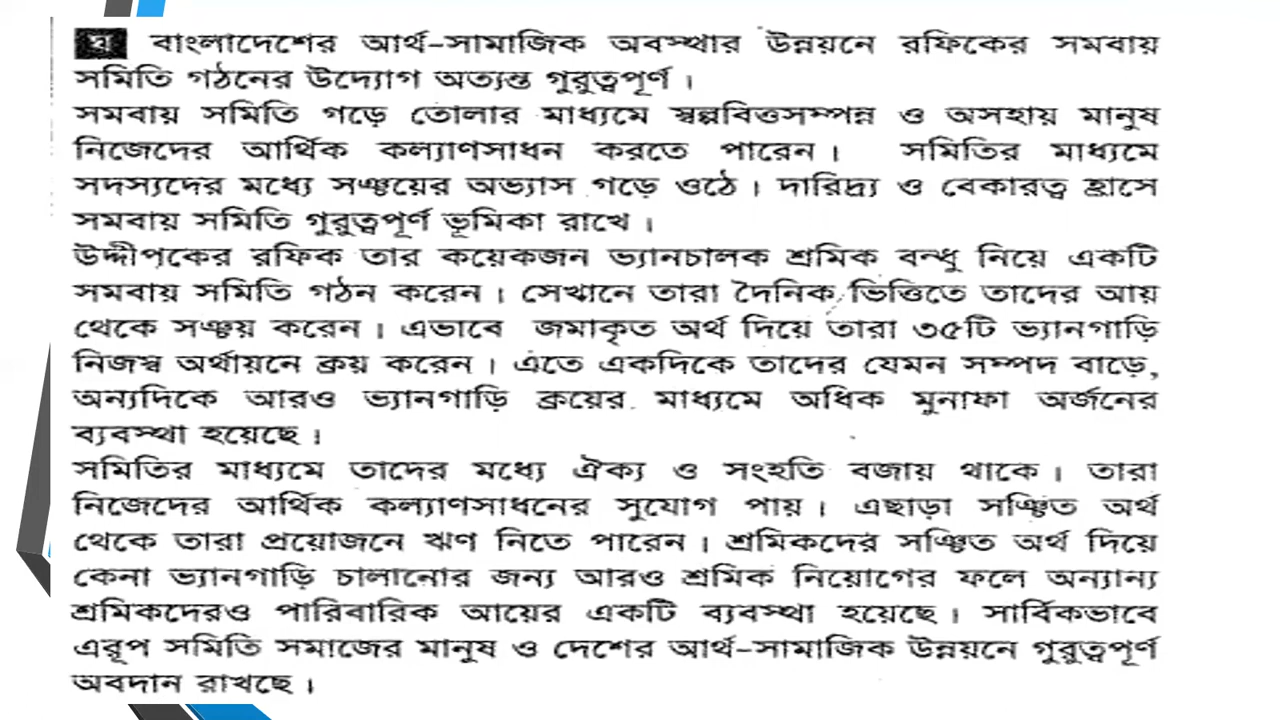 ঘ বাংলাদেশের আর্থ-সামাজিক অবস্থার উন্নয়নে রফিকের সমবায়
সমিতি গঠনের উদ্যোগ অত্যন্ত গুরুত্বপূর্ণ।
সমবায় সমিতি গড়ে তোলার মাধ্যমে স্বল্পবিত্তসম্পন্ন ও অসহায় মানুষ
নিজেদের আর্থিক কল্যাণসাধন করতে পারেন। সমিতির মাধ্যমে
সদস্যদের মধ্যে সঞ্চয়ের অভ্যাস গড়ে ওঠে। দারিদ্র্য ও বেকারত্ব হ্রাসে
সমবায় সমিতি গুরুত্বপূর্ণ ভূমিকা রাখে।
উদ্দীপকের রফিক তার কয়েকজন ভ্যানচালক শ্রমিক বন্ধু নিয়ে একটি
সমবায় সমিতি গঠন করেন। সেখানে তারা দৈনিক ভিত্তিতে তাদের আয়
থেকে সঞ্চয় করেন। এভাবে জমাকৃত অর্থ দিয়ে তারা ৩৫টি ভ্যানগাড়ি
নিজস্ব অর্থায়নে ক্রয় করেন। এতে একদিকে তাদের যেমন সম্পদ বাড়ে,
অন্যদিকে আরও ভ্যানগাড়ি ক্রয়ের মাধ্যমে অধিক মুনাফা অর্জনের
ব্যবস্থা হয়েছে।
সমিতির মাধ্যমে তাদের মধ্যে ঐক্য ও সংহতি বজায় থাকে। তারা
নিজেদের আর্থিক কল্যাণসাধনের সুযোগ পায়। এছাড়া সঞ্চিত অর্থ
থেকে তারা প্রয়োজনে ঋণ নিতে পারেন। শ্রমিকদের সঞ্চিত অর্থ দিয়ে
কেনা ভ্যানগাড়ি চালানোর জন্য আরও শ্রমিক নিয়োগের ফলে অন্যান্য
শ্রমিকদেরও পারিবারিক আয়ের একটি ব্যবস্থা হয়েছে। সার্বিকভাবে
এরূপ সমিতি সমাজের মানুষ ও দেশের আর্থ-সামাজিক উন্নয়নে গুরুত্বপূর্ণ
অবদান রাখছে।